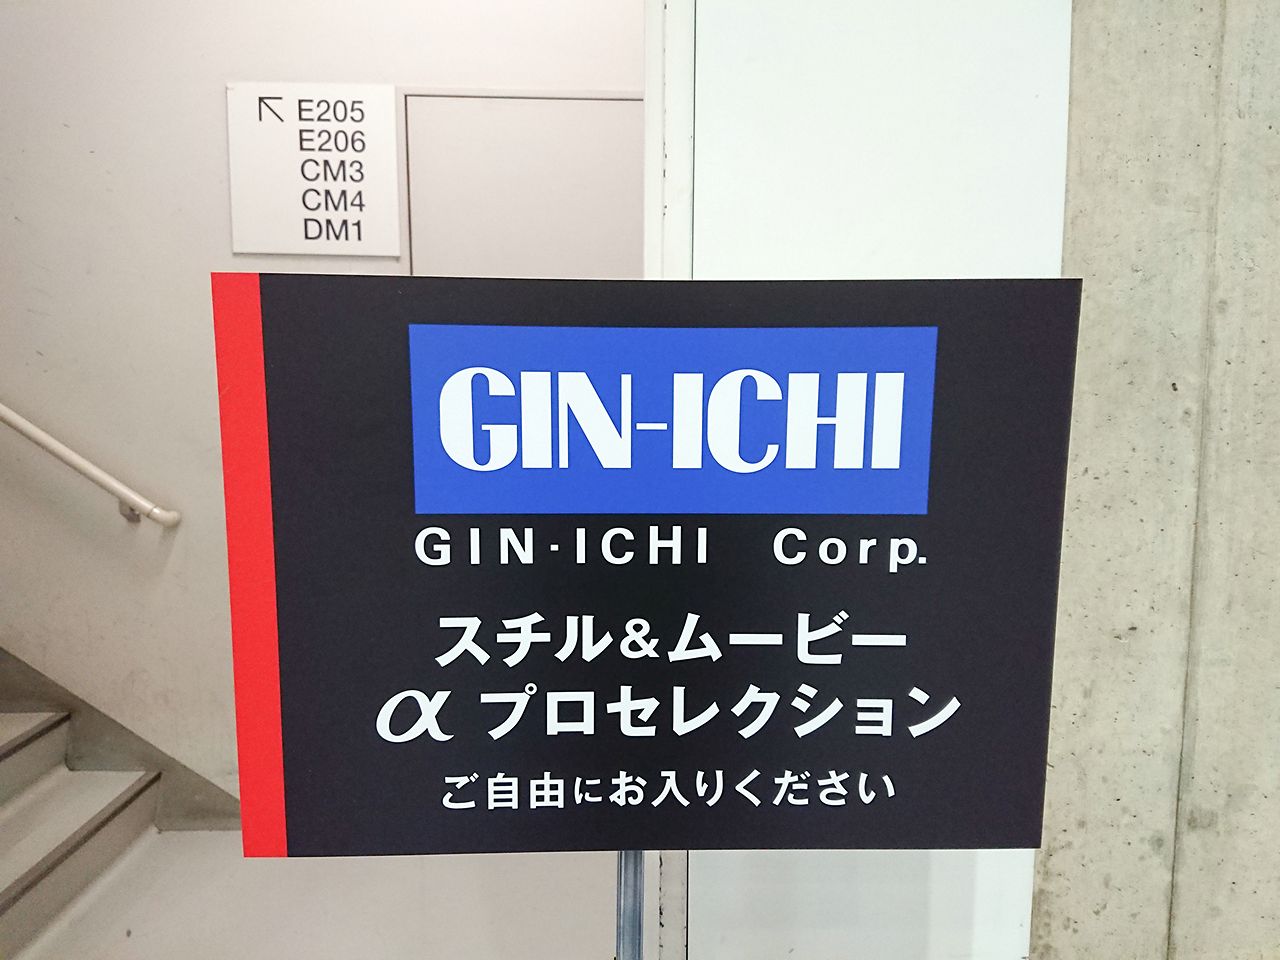 ↖ E205
E206
CM3
CM4
DM1
GIN-ICHI
GIN·ICHI Corp.
スチル&ムービー
α プロセレクション
ご自由にお入りください